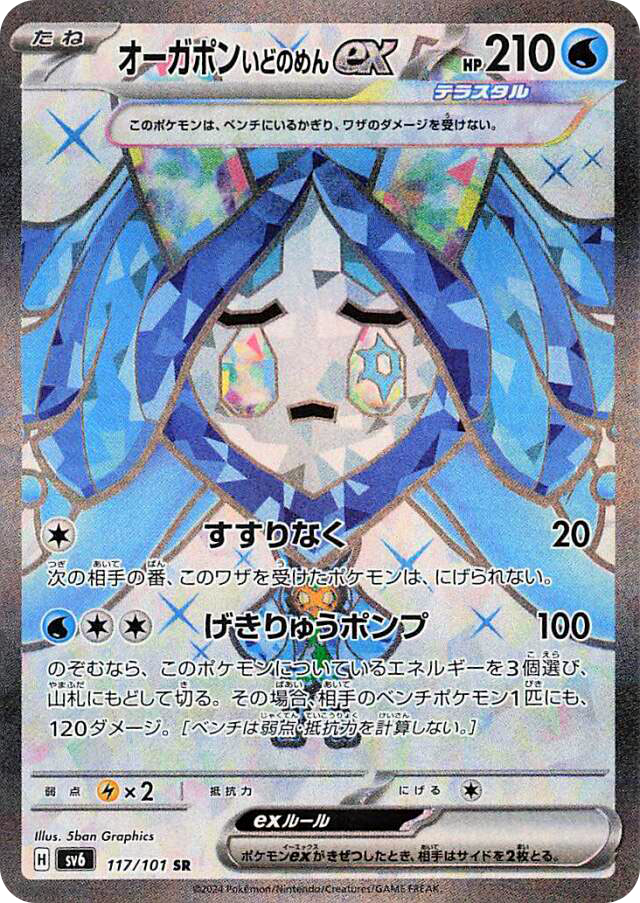 たね オーガポンいどのめんex HP210
テラスタル
このポケモンは、ベンチにいるかぎり、ワザのダメージを受けない。
すすりなく 20
次の相手の番、このワザを受けたポケモンは、にげられない。
げきりゅうポンプ 100
のぞむなら、このポケモンについているエネルギーを3個選び、
山札にもどして切る。その場合、相手のベンチポケモン1匹にも、
120ダメージ。[ベンチは弱点・抵抗力を計算しない。]
弱点 ×2 抵抗力 にげる
exルール
ポケモンexがきぜつしたとき、相手はサイドを2枚とる。
Illus. 5ban Graphics
H sv6 117/101 SR
©2024 Pokémon/Nintendo/Creatures/GAME FREAK.